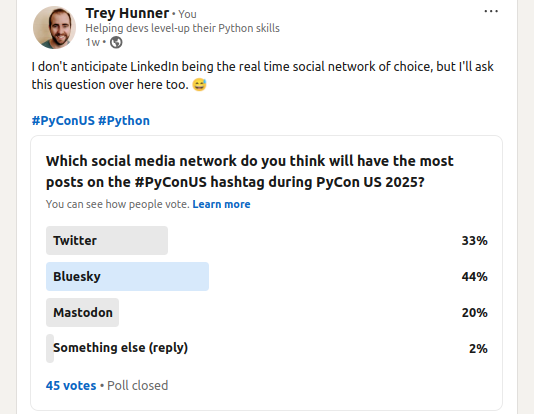 Trey Hunner • You
Helping devs level-up their Python skills
1w •
I don't anticipate LinkedIn being the real time social network of choice, but I'll ask
this question over here too. 😅
#PyConUS #Python
Which social media network do you think will have the most
posts on the #PyConUS hashtag during PyCon US 2025?
You can see how people vote. Learn more
Twitter 33%
Bluesky 44%
Mastodon 20%
Something else (reply) 2%
45 votes • Poll closed